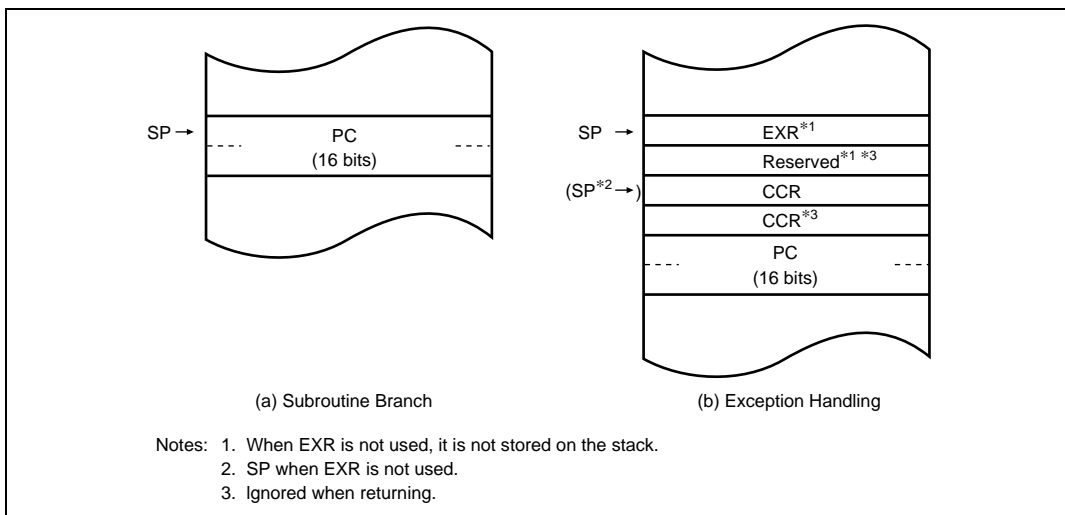 SP → PC
(16 bits)
SP → EXR*1
Reserved*1 *3
(SP*2→) CCR
CCR*3
PC
(16 bits)
(a) Subroutine Branch
(b) Exception Handling
Notes: 1. When EXR is not used, it is not stored on the stack.
2. SP when EXR is not used.
3. Ignored when returning.